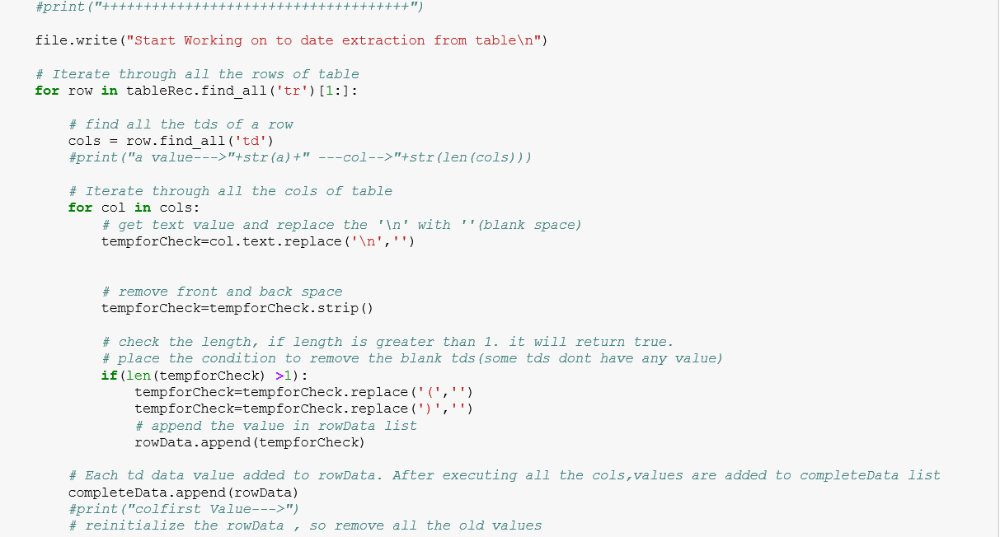 #print("+++++++++++++++++++++++++++++++++++++")
file.write("Start Working on to date extraction from table\n")
# Iterate through all the rows of table
for row in tableRec.find_all('tr')[1:]:
# find all the tds of a row
cols = row.find_all('td')
#print("a value--->"+str(a)+" ---col-->"+str(len(cols)))
# Iterate through all the cols of table
for col in cols:
# get text value and replace the '\n' with ''(blank space)
tempforCheck=col.text.replace('\n','')
# remove front and back space
tempforCheck=tempforCheck.strip()
# check the length, if length is greater than 1. it will return true.
# place the condition to remove the blank tds(some tds dont have any value)
if(len(tempforCheck) >1):
tempforCheck=tempforCheck.replace('(','')
tempforCheck=tempforCheck.replace(')','')
# append the value in rowData list
rowData.append(tempforCheck)
# Each td data value added to rowData. After executing all the cols,values are added to completeData list
completeData.append(rowData)
#print("colfirst Value--->")
# reinitialize the rowData , so remove all the old values